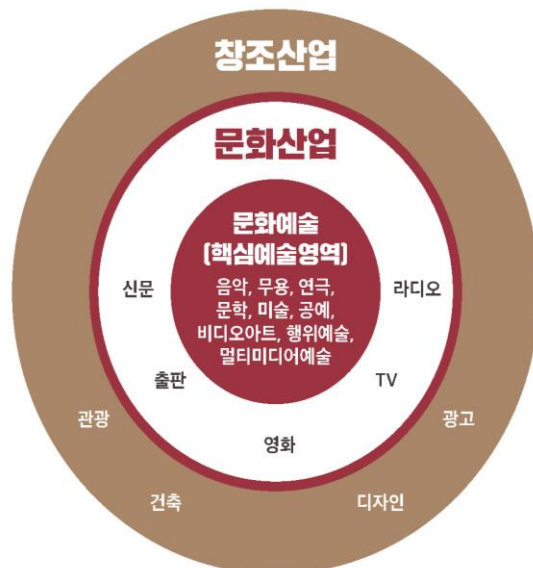 창조산업
문화산업
문화예술
(핵심예술영역)
음악, 무용, 연극,
문학, 미술, 공예,
비디오아트, 행위예술,
멀티미디어예술
신문
라디오
출판
TV
영화
관광
광고
건축
디자인